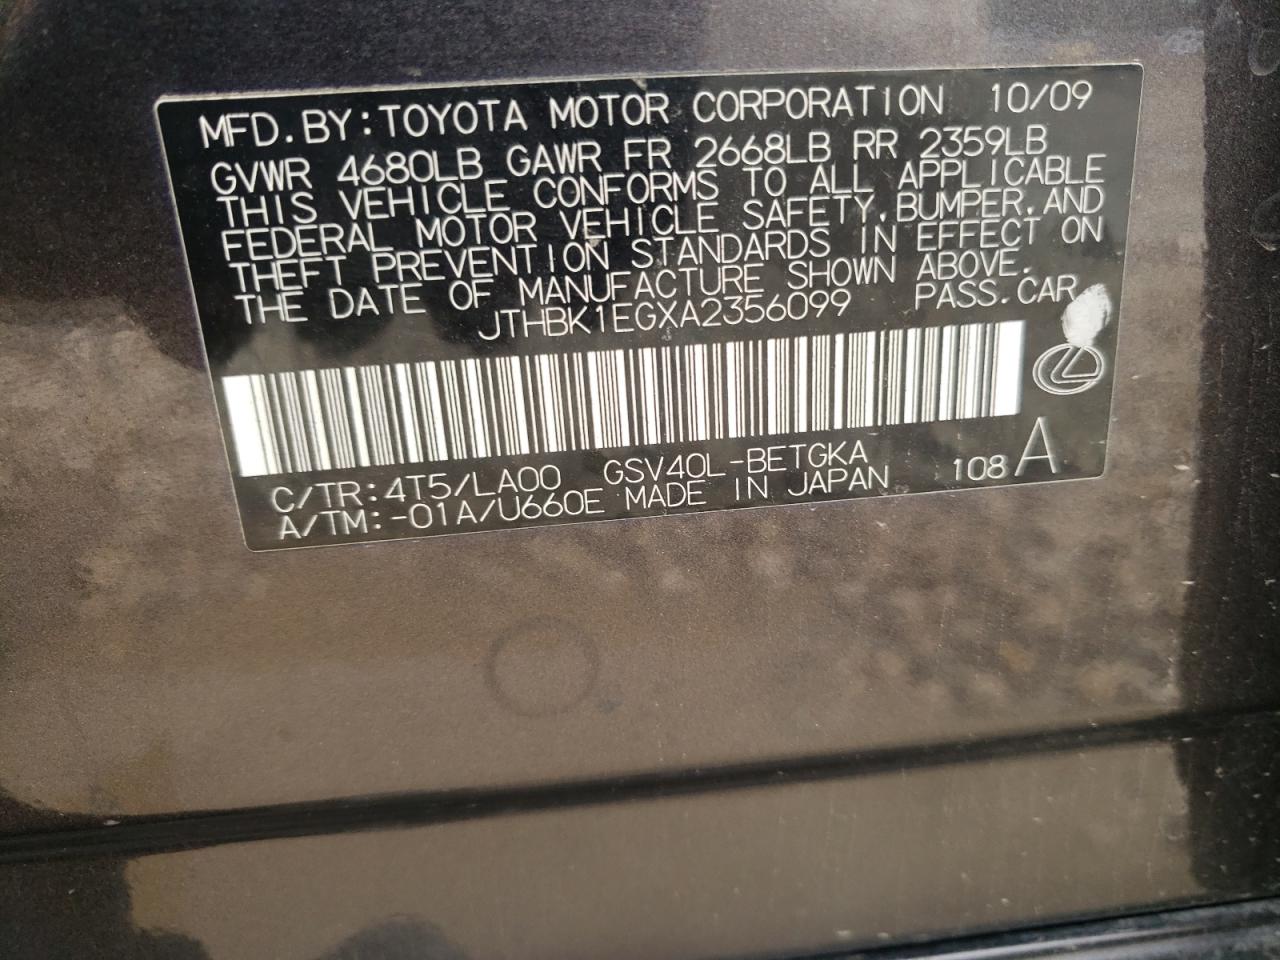 MFD.BY:TOYOTA MOTOR CORPORATION 10/09
GVWR 4680LB GAWR FR 2668LB RR 2359LB
THIS VEHICLE CONFORMS TO ALL APPLICABLE
FEDERAL MOTOR VEHICLE SAFETY,BUMPER,AND
THEFT PREVENTION STANDARDS IN EFFECT ON
THE DATE OF MANUFACTURE SHOWN ABOVE.
JTHBK1EGXA2356099 PASS.CAR
C/TR:4T5/LA00 GSV40L-BETGKA
A/TM:-01A/U660E MADE IN JAPAN 108 A